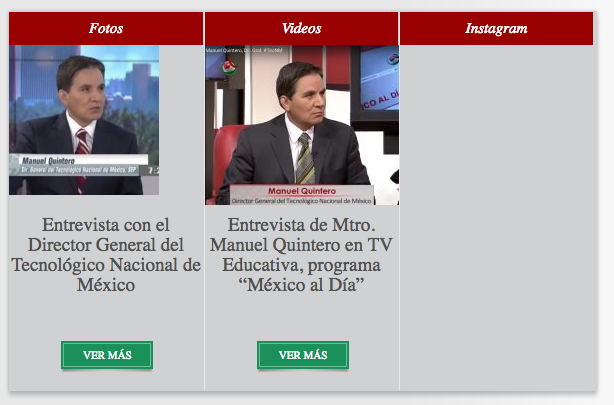 Fotos
Videos
Instagram
Manuel Quintero
Dir. General del Tecnológico Nacional de México, SEP
7:2
Manuel Quintero, Dir. Gral. #TecNM
MÉXICO AL DÍA
Manuel Quintero
Director General del Tecnológico Nacional de México
Entrevista con el
Director General del
Tecnológico Nacional de
México
Entrevista de Mtro.
Manuel Quintero en TV
Educativa, programa
“México al Día”
VER MÁS
VER MÁS